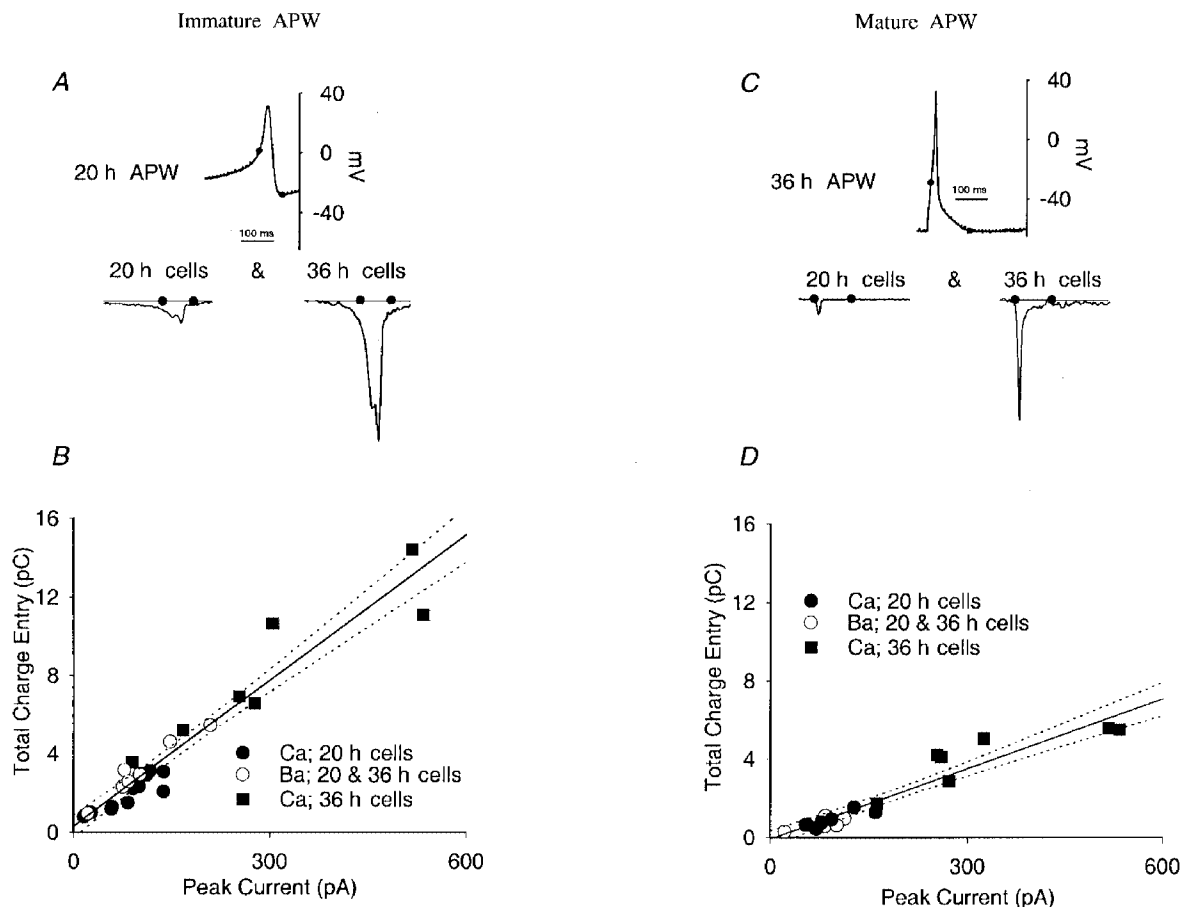 Immature APW
Mature APW
A
40
0
-40
mV
20 h APW
100 ms
20 h cells & 36 h cells
C
40
0
-40
mV
36 h APW
100 ms
20 h cells & 36 h cells
B
16
12
8
4
0
Total Charge Entry (pC)
Ca; 20 h cells
Ba; 20 & 36 h cells
Ca; 36 h cells
0 300 600
Peak Current (pA)
D
16
12
8
4
0
Total Charge Entry (pC)
Ca; 20 h cells
Ba; 20 & 36 h cells
Ca; 36 h cells
0 300 600
Peak Current (pA)